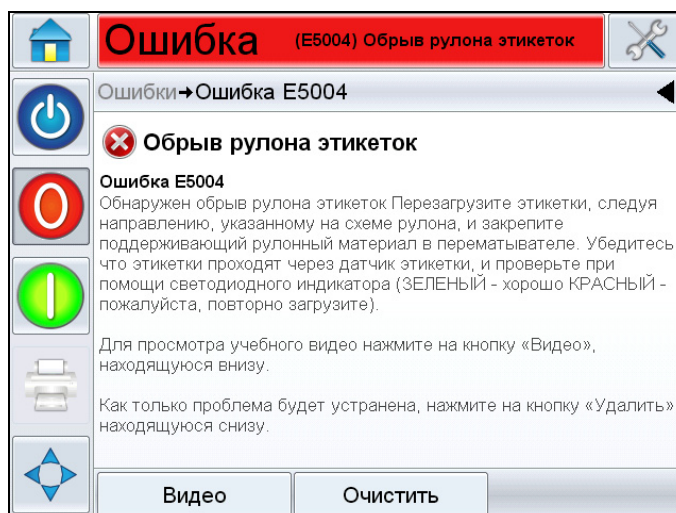 Ошибка (E5004) Обрыв рулона этикеток
Ошибки→Ошибка E5004
Обрыв рулона этикеток
Ошибка E5004
Обнаружен обрыв рулона этикеток Перезагрузите этикетки, следуя
направлению, указанному на схеме рулона, и закрепите
поддерживающий рулонный материал в перематывателе. Убедитесь
что этикетки проходят через датчик этикетки, и проверьте при
помощи светодиодного индикатора (ЗЕЛЕНЫЙ - хорошо КРАСНЫЙ -
пожалуйста, повторно загрузите).
Для просмотра учебного видео нажмите на кнопку «Видео»,
находящуюся внизу.
Как только проблема будет устранена, нажмите на кнопку «Удалить»
находящуюся снизу.
Видео
Очистить